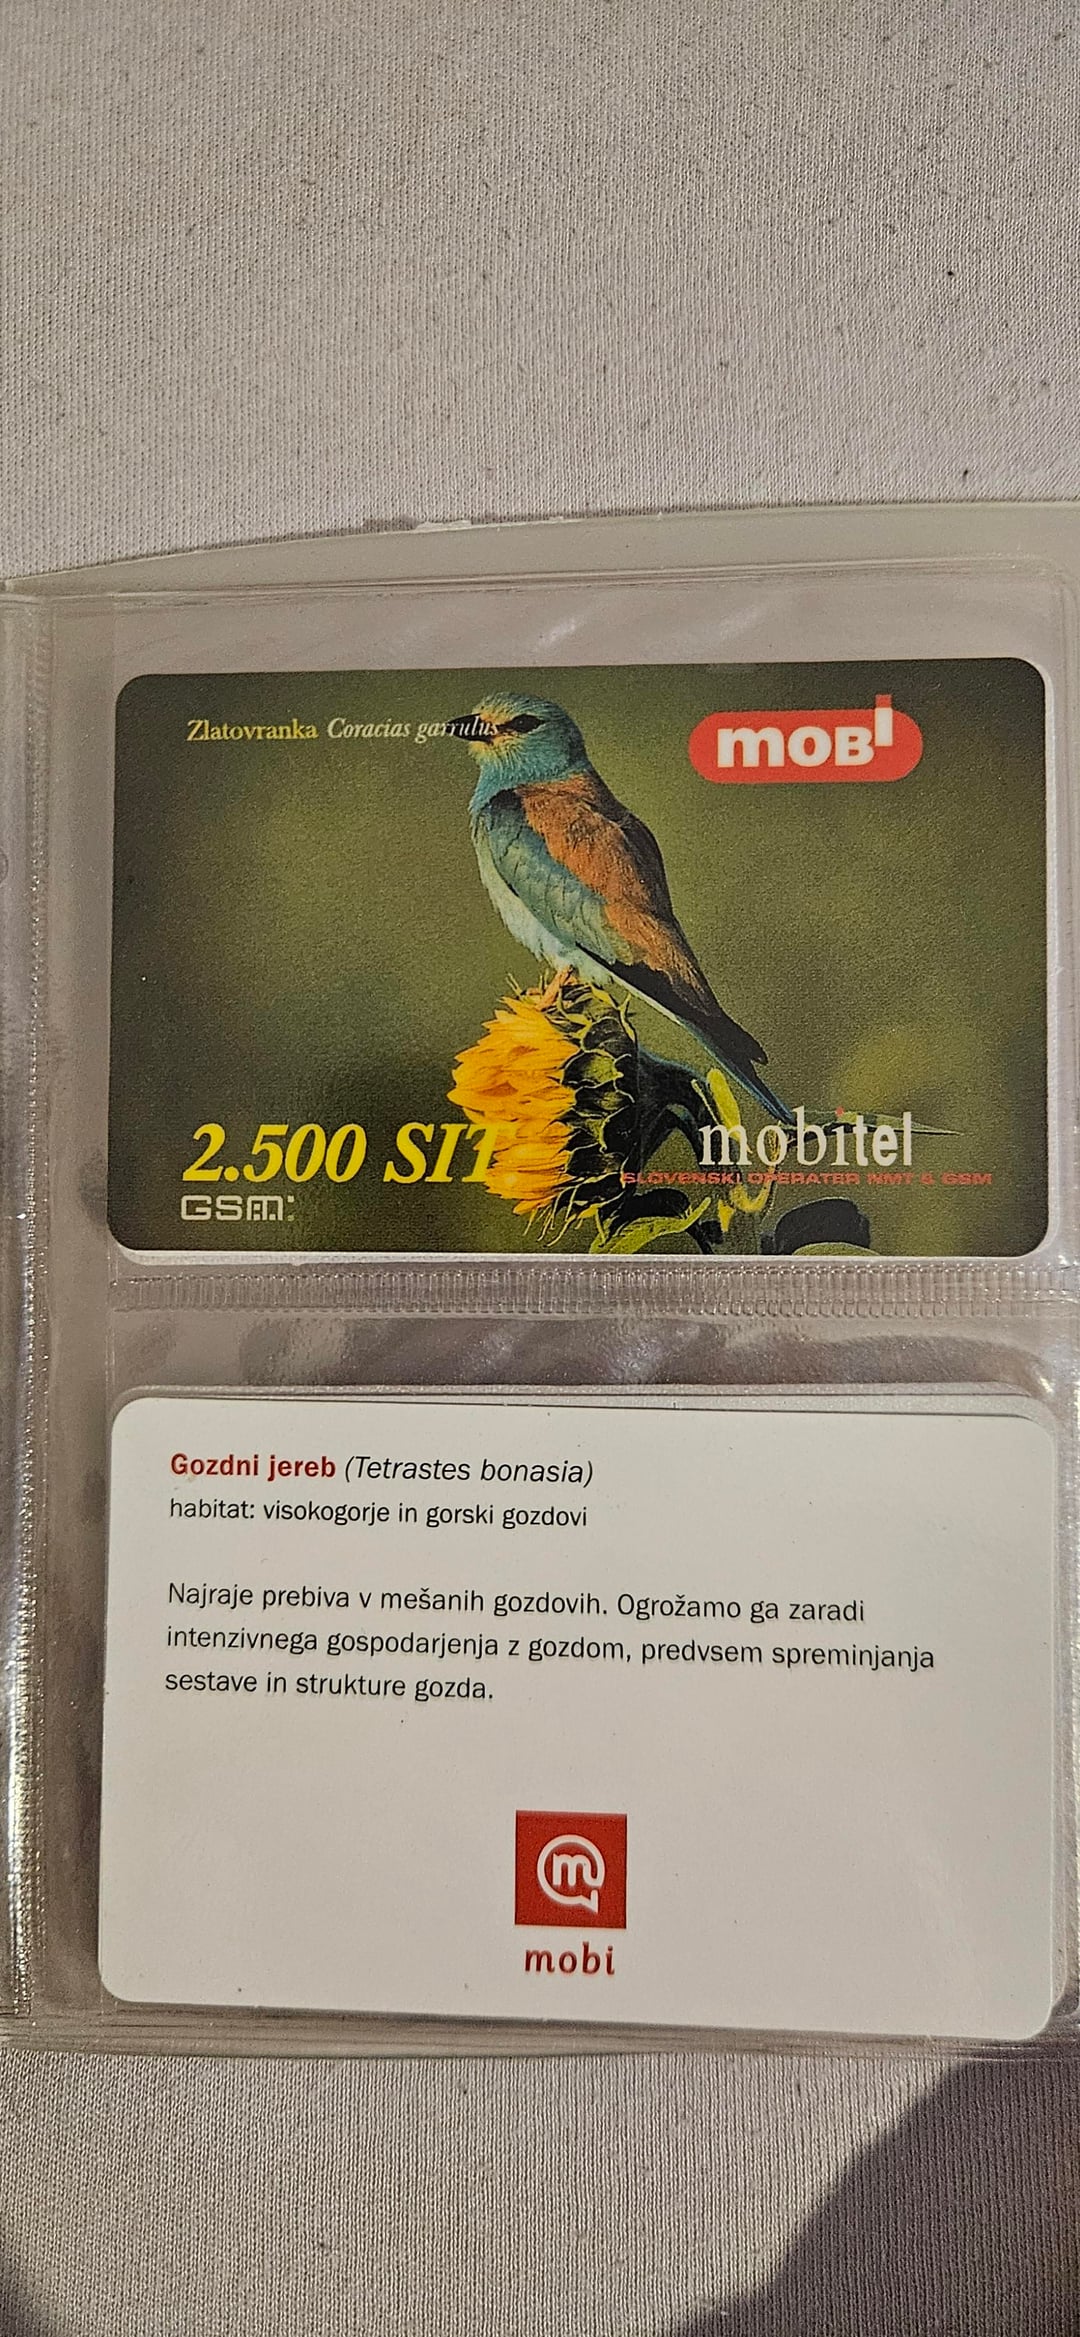 Zlatovranka Coracias garrulus
MOBI
2.500 SIT
GSM
mobitel
SLOVENSKI OPERATER NMT & GSM
Gozdni jereb (Tetrastes bonasia)
habitat: visokogorje in gorski gozdovi
Najraje prebiva v mešanih gozdovih. Ogrožamo ga zaradi
intenzivnega gospodarjenja z gozdom, predvsem spreminjanja
sestave in strukture gozda.
m
mobi